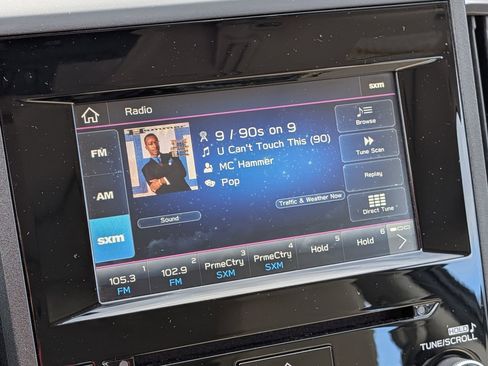 Radio
sxm
FM
AM
sxm
9 / 90s on 9
U Can't Touch This (90)
MC Hammer
Pop
Sound
Traffic & Weather Now
Browse
Tune Scan
Replay
Direct Tune
1
105.3
FM
2
102.9
FM
3
PrmeCtry
SXM
4
PrmeCtry
SXM
5
Hold
6
Hold
HOLD
TUNE/SCROLL